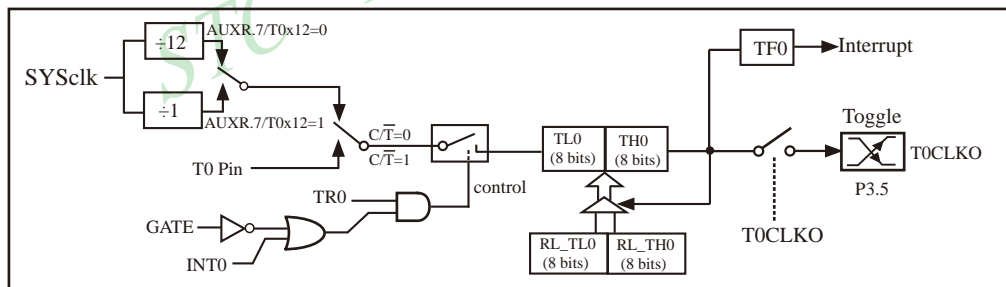 AUXR.7/T0x12=0
÷12
SYSclk
÷1
AUXR.7/T0x12=1
T0 Pin
C/T̅=0
C/T̅=1
control
TR0
GATE
INT0
TL0
(8 bits)
TH0
(8 bits)
RL_TL0
(8 bits)
RL_TH0
(8 bits)
TF0
Interrupt
Toggle
T0CLKO
P3.5
T0CLKO
STC